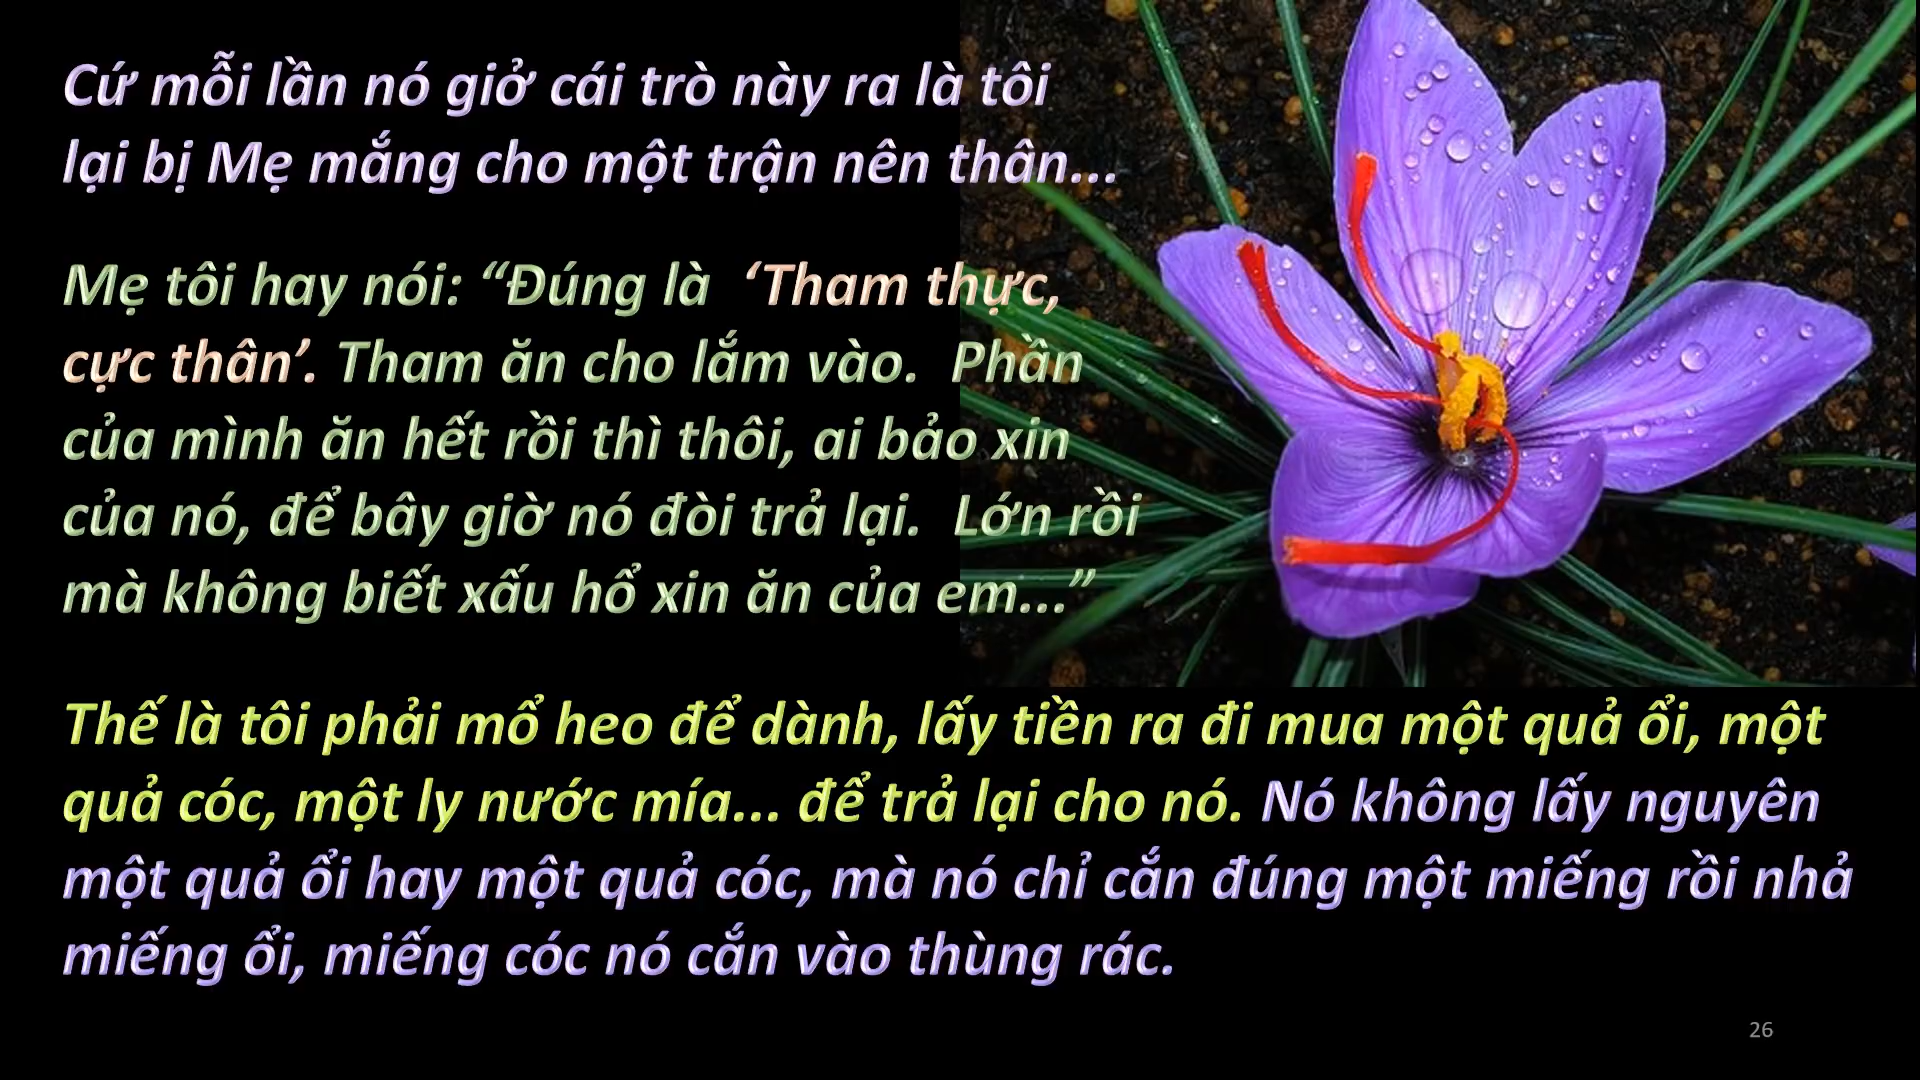 Cứ mỗi lần nó giở cái trò này ra là tôi
lại bị Mẹ mắng cho một trận nên thân...
Mẹ tôi hay nói: “Đúng là ‘Tham thực,
cực thân’. Tham ăn cho lắm vào. Phần
của mình ăn hết rồi thì thôi, ai bảo xin
của nó, để bây giờ nó đòi trả lại. Lớn rồi
mà không biết xấu hổ xin ăn của em...”
Thế là tôi phải mổ heo để dành, lấy tiền ra đi mua một quả ổi, một
quả cóc, một ly nước mía... để trả lại cho nó. Nó không lấy nguyên
một quả ổi hay một quả cóc, mà nó chỉ cắn đúng một miếng rồi nhả
miếng ổi, miếng cóc nó cắn vào thùng rác.
26